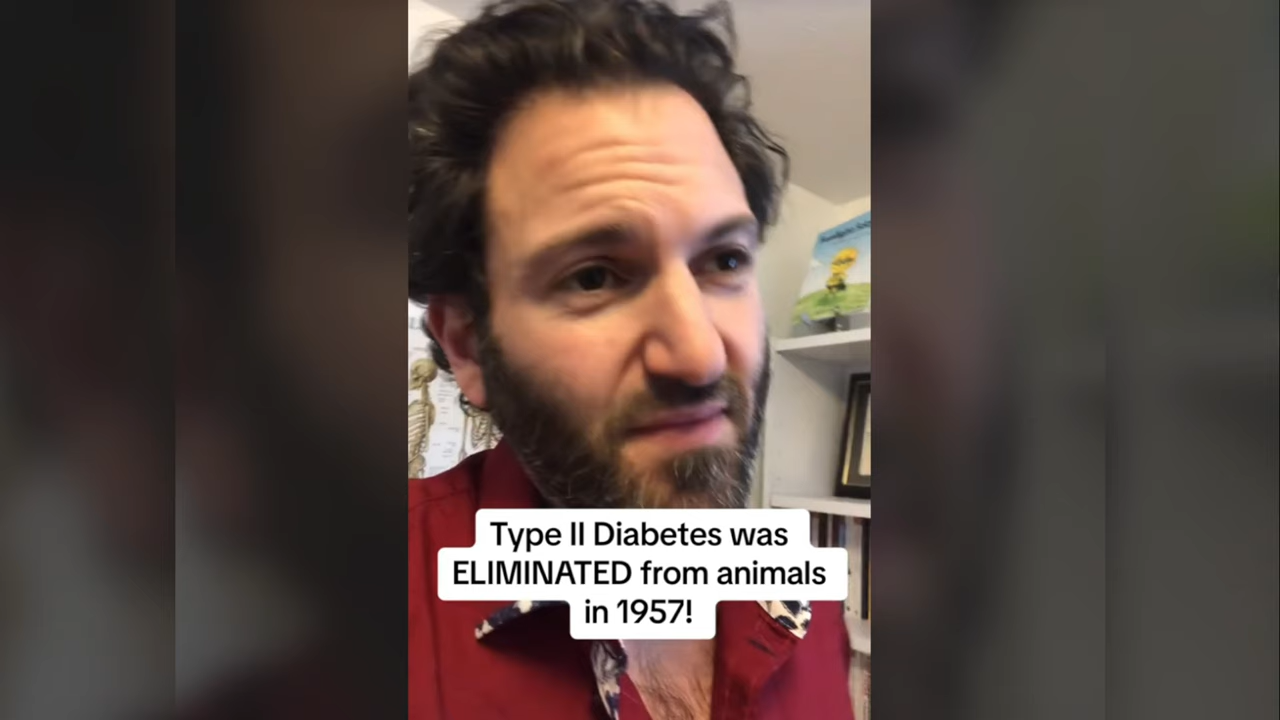 Type II Diabetes was
ELIMINATED from animals
in 1957!